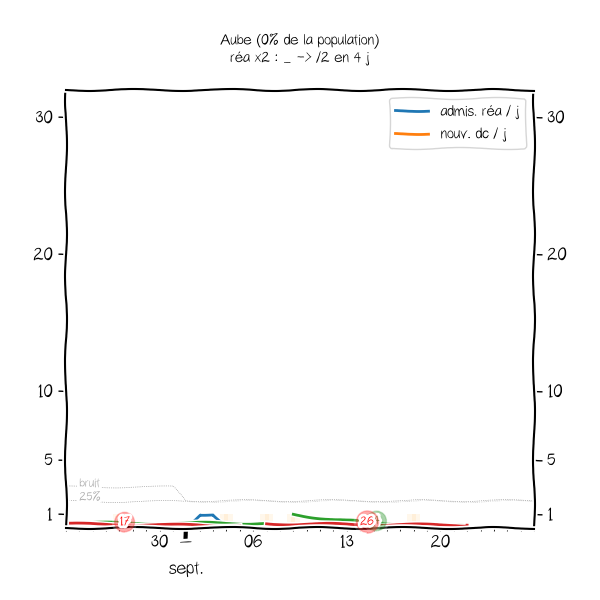 Aube (0% de la population)
réa x2 : _ -> /2 en 4 j
admis. réa / j
nouv. dc / j
30 30
20 20
10 10
5 5
bruit
25%
1 1
17 26
30 06 13 20
sept.